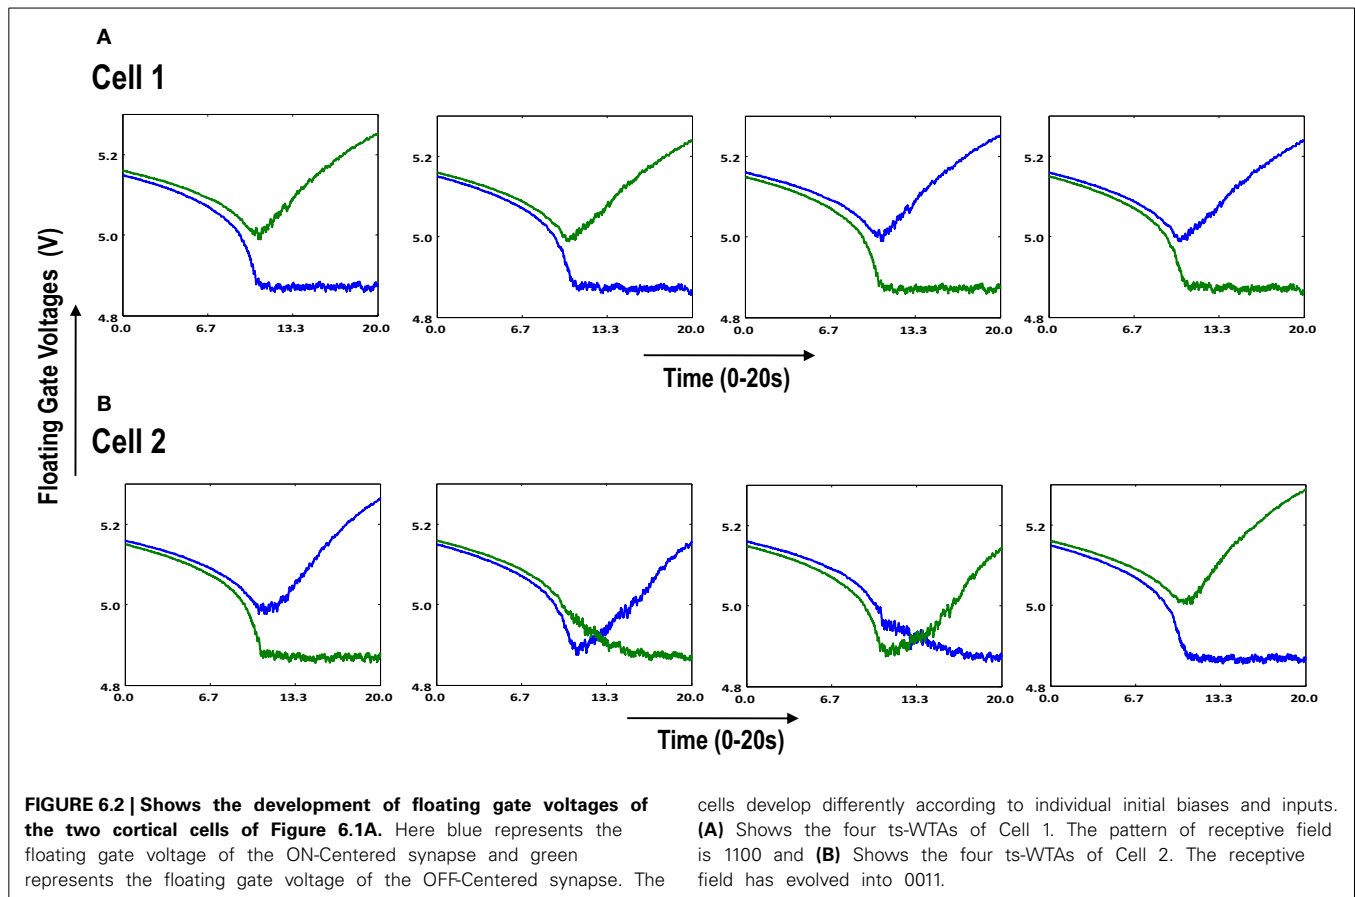 A
Cell 1
5.2
5.0
4.8
0.0 6.7 13.3 20.0
5.2
5.0
4.8
0.0 6.7 13.3 20.0
5.2
5.0
4.8
0.0 6.7 13.3 20.0
5.2
5.0
4.8
0.0 6.7 13.3 20.0
Time (0-20s)
Floating Gate Voltages (V)
B
Cell 2
5.2
5.0
4.8
0.0 6.7 13.3 20.0
5.2
5.0
4.8
0.0 6.7 13.3 20.0
5.2
5.0
4.8
0.0 6.7 13.3 20.0
5.2
5.0
4.8
0.0 6.7 13.3 20.0
Time (0-20s)
FIGURE 6.2 | Shows the development of floating gate voltages of
the two cortical cells of Figure 6.1A. Here blue represents the
floating gate voltage of the ON-Centered synapse and green
represents the floating gate voltage of the OFF-Centered synapse. The
cells develop differently according to individual initial biases and inputs.
(A) Shows the four ts-WTAs of Cell 1. The pattern of receptive field
is 1100 and (B) Shows the four ts-WTAs of Cell 2. The receptive
field has evolved into 0011.